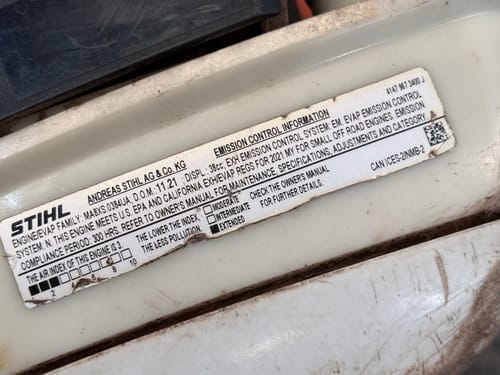 4147 967 3400 J
STIHL ANDREAS STIHL AG & Co. KG EMISSION CONTROL INFORMATION
ENGINE/EVAP FAMILY: D.O.M.: 11.21 DISPL.: 38cc. EXH EMISSION CONTROL SYSTEM: EM. EVAP EMISSION CONTROL
SYSTEM: N. THIS ENGINE MEETS U.S. EPA AND CALIFORNIA EXH/EVAP REGS FOR 2021 MY FOR SMALL OFF ROAD ENGINES. EMISSION
COMPLIANCE PERIOD: 300 HRS. REFER TO OWNER'S MANUAL FOR MAINTENANCE, SPECIFICATIONS, ADJUSTMENTS AND CATEGORY
THE AIR INDEX OF THIS ENGINE IS 3. THE LOWER THE INDEX, MODERATE CHECK THE OWNER'S MANUAL CAN ICES-2/NMB-2
THE LESS POLLUTION. INTERMEDIATE FOR FURTHER DETAILS.
2 6 8 10 EXTENDED